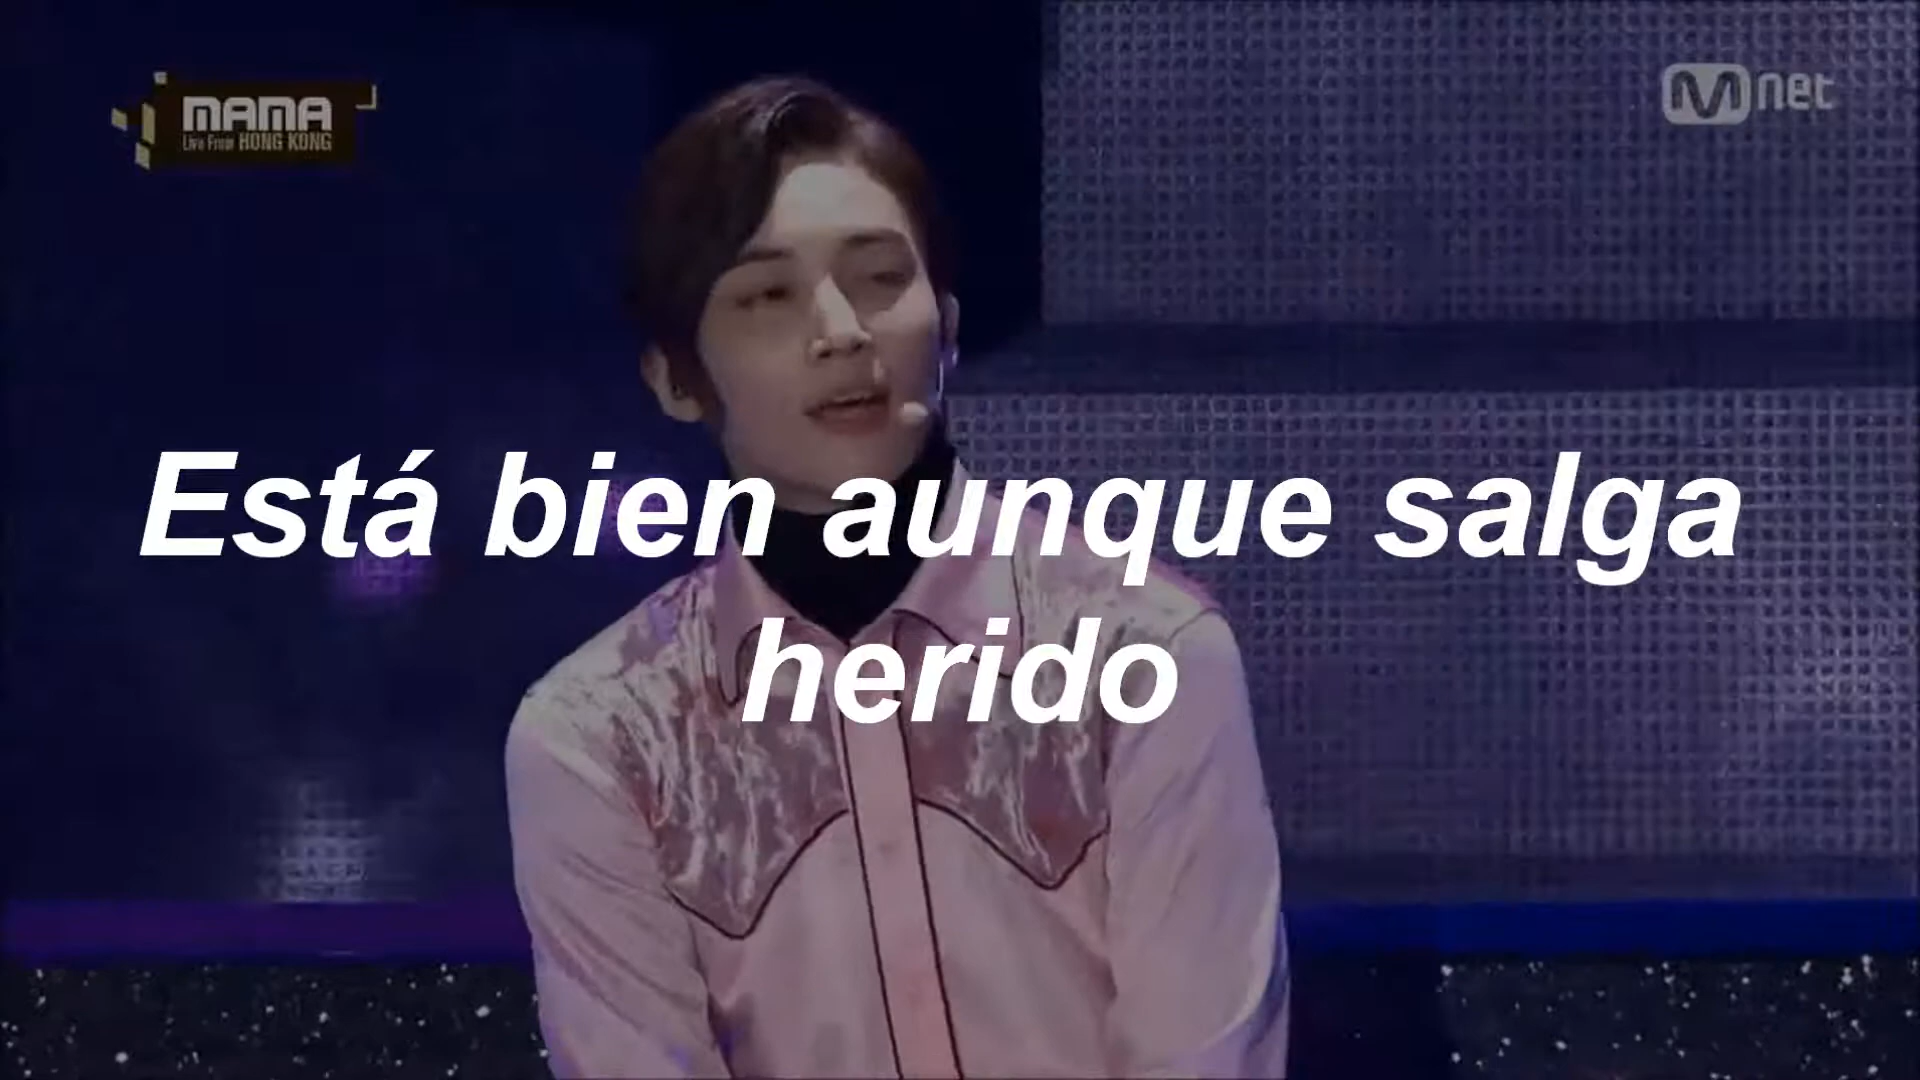 MAMA
Live From HONG KONG
Mnet
Está bien aunque salga
herido